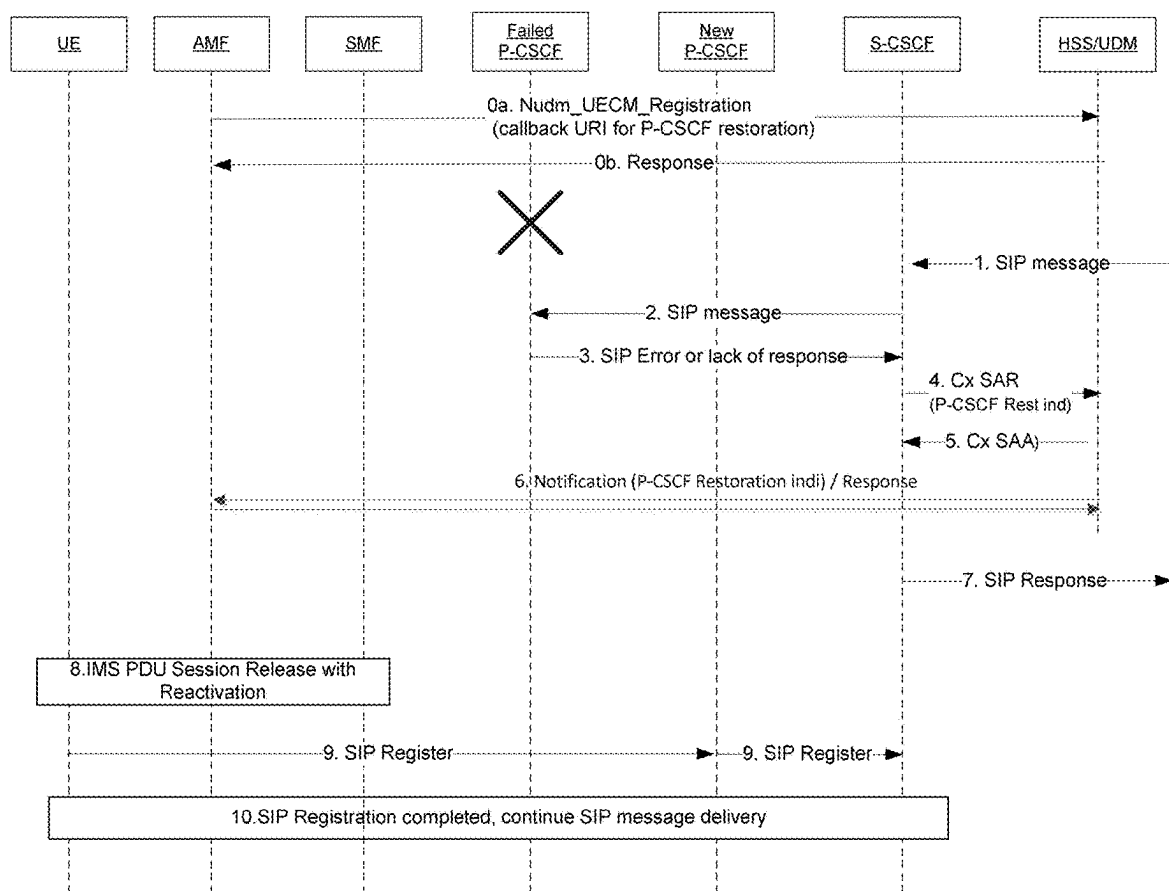 UE
AMF
SMF
Failed
P-CSCF
New
P-CSCF
S-CSCF
HSS/UDM
0a. Nudm_UECM_Registration
(callback URI for P-CSCF restoration)
0b. Response
1. SIP message
2. SIP message
3. SIP Error or lack of response
4. Cx SAR
(P-CSCF Rest ind)
5. Cx SAA)
6. Notification (P-CSCF Restoration indi) / Response
7. SIP Response
8.IMS PDU Session Release with
Reactivation
9. SIP Register
9. SIP Register
10.SIP Registration completed, continue SIP message delivery